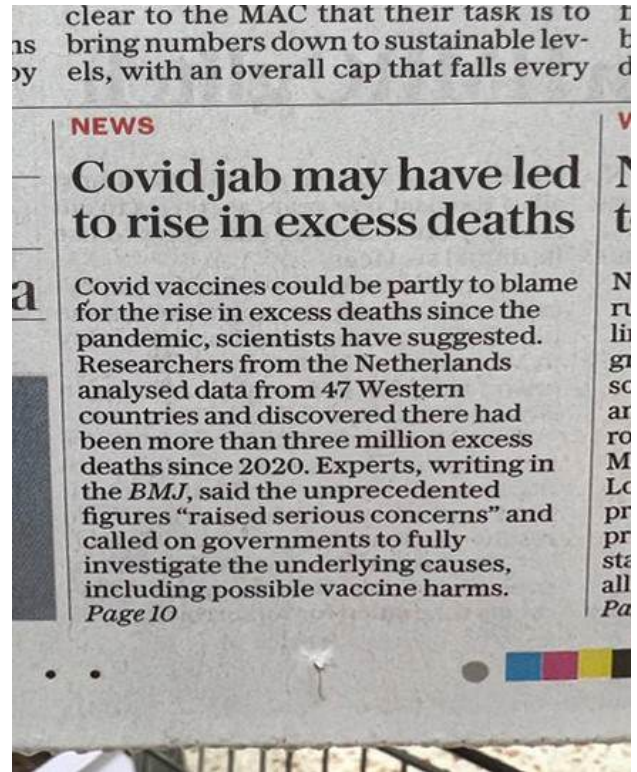 clear to the MAC that their task is to
bring numbers down to sustainable lev-
els, with an overall cap that falls every
NEWS
Covid jab may have led
to rise in excess deaths
Covid vaccines could be partly to blame
for the rise in excess deaths since the
pandemic, scientists have suggested.
Researchers from the Netherlands
analysed data from 47 Western
countries and discovered there had
been more than three million excess
deaths since 2020. Experts, writing in
the BMJ, said the unprecedented
figures “raised serious concerns” and
called on governments to fully
investigate the underlying causes,
including possible vaccine harms.
Page 10